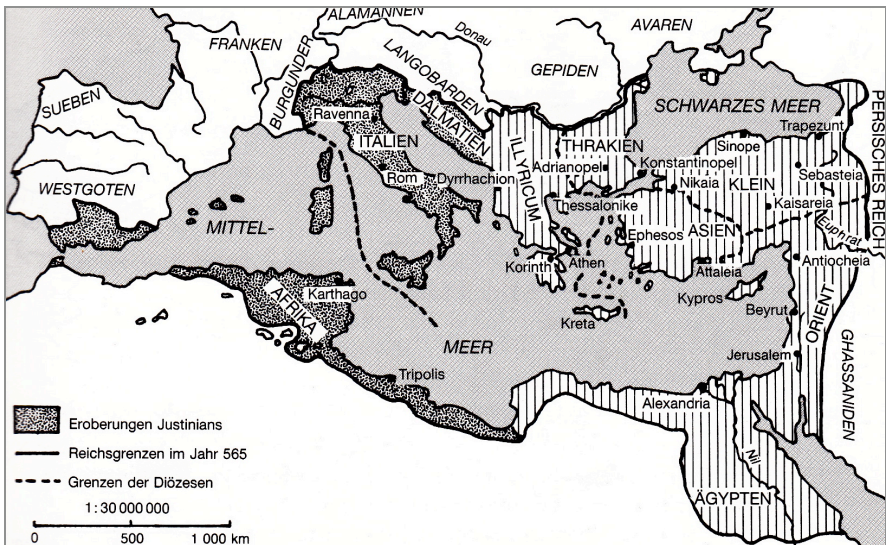 ALAMANNEN
AVAREN
FRANKEN
Donau
LANGOBARDEN
GEPIDEN
BURGUNDER
SUEBEN
DALMATIEN
SCHWARZES MEER
PERSISCHES REICH
Ravenna
ITALIEN
ILLYRICUM
THRAKIEN
Trapezunt
Sinope
Adrianopel
Konstantinopel
Sebasteia
WESTGOTEN
Rom
Dyrrhachion
Nikaia
KLEIN
Thessalonike
Kaisareia
MITTEL-
Ephesos
ASIEN
Euphrat
Korinth
Athen
Attaleia
Antiocheia
Karthago
AFRIKA
Kypros
Beyrut
ORIENT
Kreta
MEER
Jerusalem
GHASSANIDEN
Tripolis
Alexandria
Nil
ÄGYPTEN
Eroberungen Justinians
Reichsgrenzen im Jahr 565
Grenzen der Diözesen
1:30 000 000
0 500 1 000 km